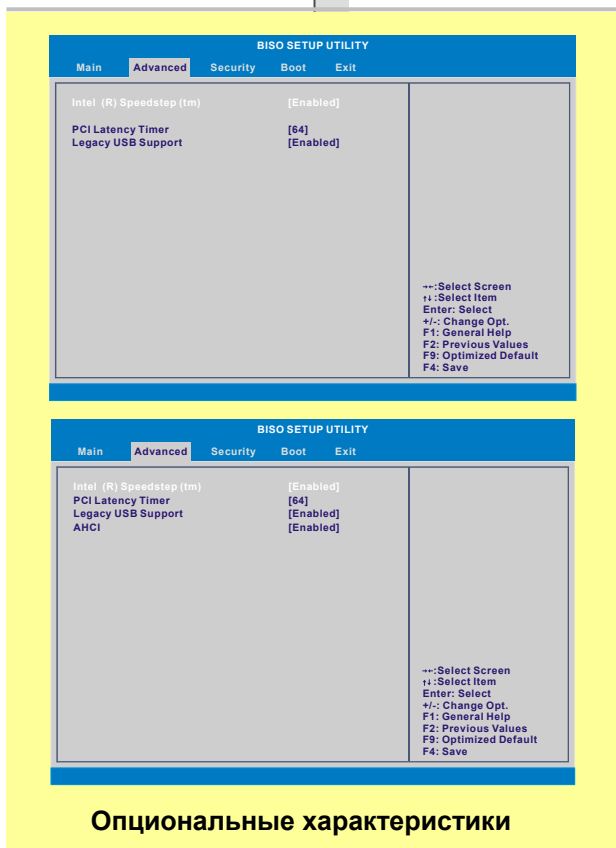 BISO SETUP UTILITY
Main Advanced Security Boot Exit
Intel (R) Speedstep (tm) [Enabled]
PCI Latency Timer [64]
Legacy USB Support [Enabled]
→←:Select Screen
↑↓:Select Item
Enter: Select
+/-: Change Opt.
F1: General Help
F2: Previous Values
F9: Optimized Default
F4: Save
BISO SETUP UTILITY
Main Advanced Security Boot Exit
Intel (R) Speedstep (tm) [Enabled]
PCI Latency Timer [64]
Legacy USB Support [Enabled]
AHCI [Enabled]
→←:Select Screen
↑↓:Select Item
Enter: Select
+/-: Change Opt.
F1: General Help
F2: Previous Values
F9: Optimized Default
F4: Save
Опциональные характеристики